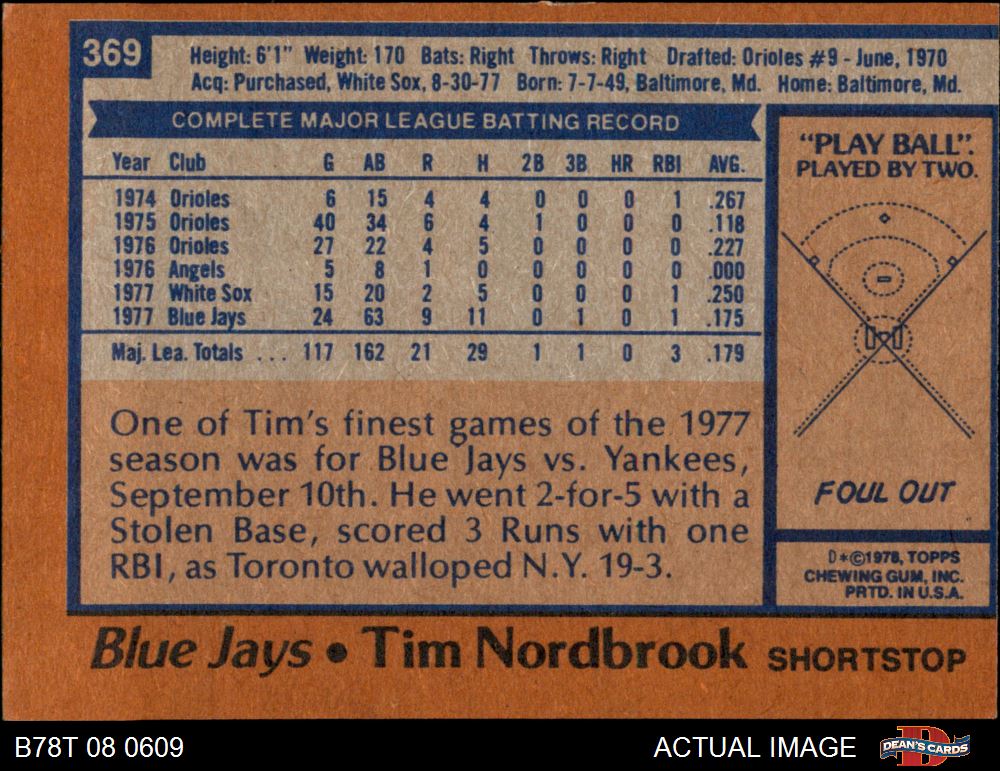 369
Height: 6'1" Weight: 170 Bats: Right Throws: Right Drafted: Orioles #9 - June, 1970
Acq: Purchased, White Sox, 8-30-77 Born: 7-7-49, Baltimore, Md. Home: Baltimore, Md.
COMPLETE MAJOR LEAGUE BATTING RECORD
Year Club G AB R H 2B 3B HR RBI AVG.
1974 Orioles 6 15 4 4 0 0 0 1 .267
1975 Orioles 40 34 6 4 1 0 0 0 .118
1976 Orioles 27 22 4 5 0 0 0 0 .227
1976 Angels 5 8 1 0 0 0 0 0 .000
1977 White Sox 15 20 2 5 0 0 0 1 .250
1977 Blue Jays 24 63 9 11 0 1 0 1 .175
Maj. Lea. Totals ... 117 162 21 29 1 1 0 3 .179
One of Tim's finest games of the 1977
season was for Blue Jays vs. Yankees,
September 10th. He went 2-for-5 with a
Stolen Base, scored 3 Runs with one
RBI, as Toronto walloped N.Y. 19-3.
"PLAY BALL".
PLAYED BY TWO.
FOUL OUT
D*©1978, TOPPS
CHEWING GUM, INC.
PRTD. IN U.S.A.
Blue Jays • Tim Nordbrook SHORTSTOP
B78T 08 0609
ACTUAL IMAGE
DEAN'S CARDS